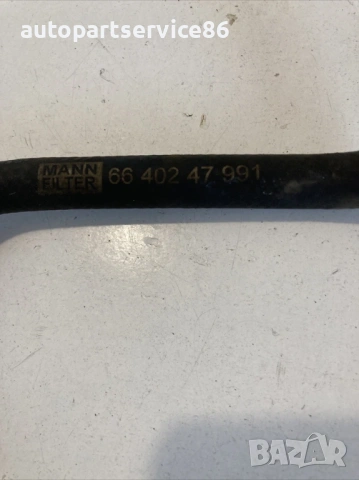 autopartservice86
MANN
FILTER
66 402 47 991
BAZAR